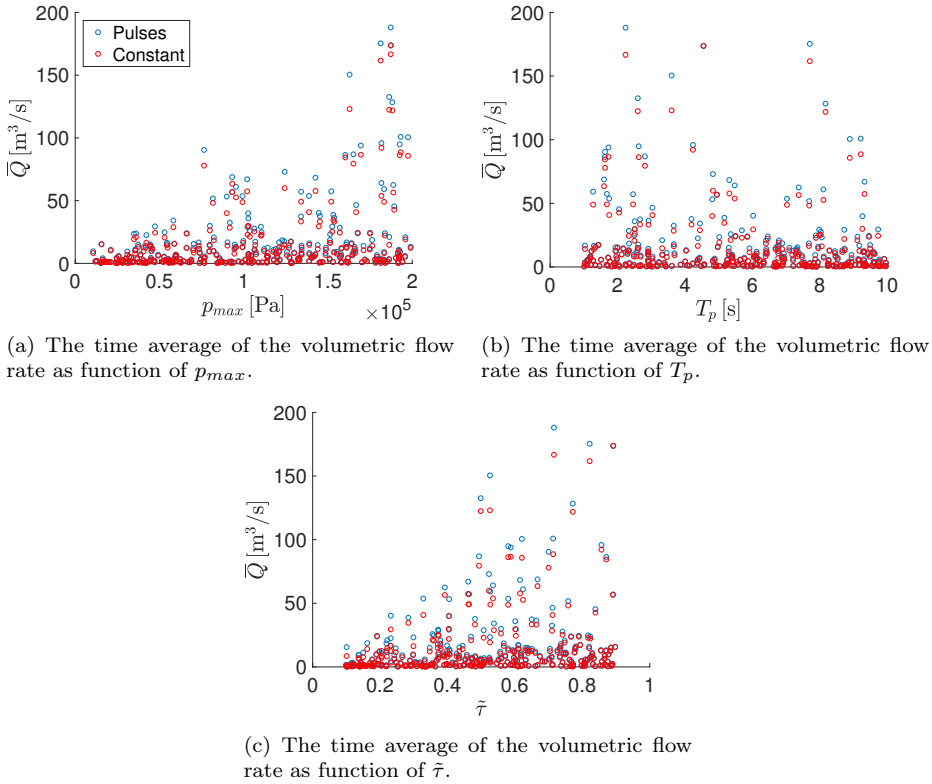 200
150
100
50
0
Q̅ [m³/s]
Pulses
Constant
0 0.5 1 1.5 2
p_max [Pa] ×10⁵
200
150
100
50
0
Q̅ [m³/s]
0 2 4 6 8 10
T_p [s]
(a) The time average of the volumetric flow
rate as function of p_max.
(b) The time average of the volumetric flow
rate as function of T_p.
200
150
100
50
0
Q̅ [m³/s]
0 0.2 0.4 0.6 0.8 1
τ̃
(c) The time average of the volumetric flow
rate as function of τ̃.